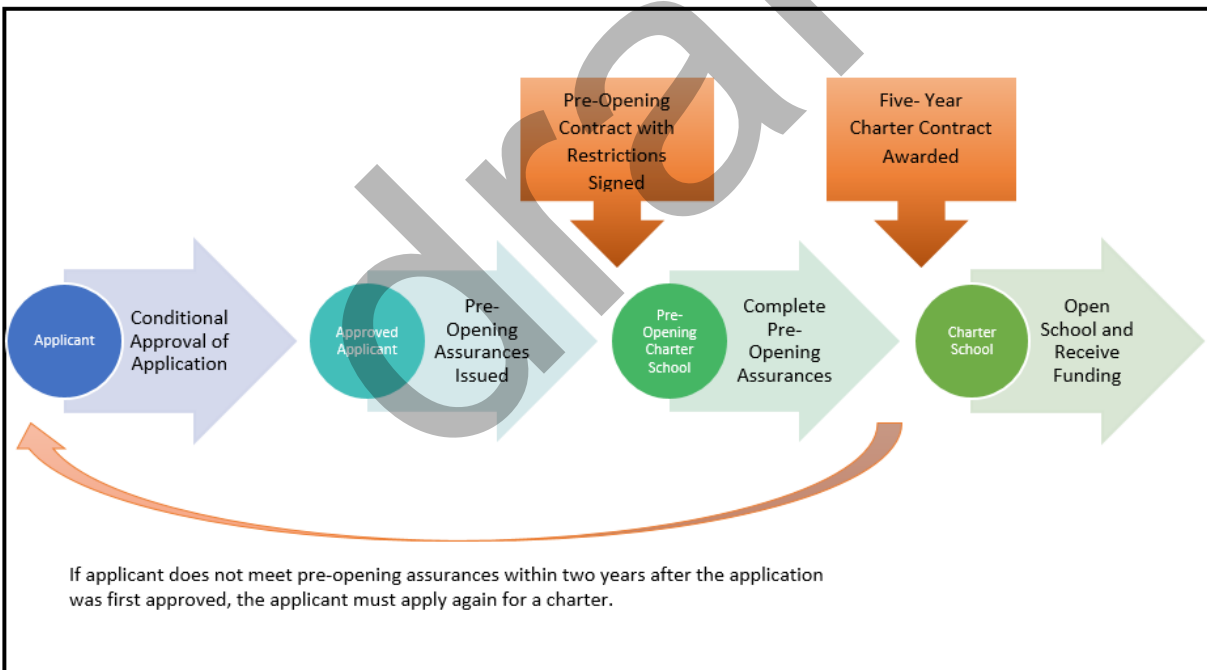 Pre-Opening
Contract with
Restrictions
Signed
Five- Year
Charter Contract
Awarded
Applicant
Conditional
Approval of
Application
Approved
Applicant
Pre-
Opening
Assurances
Issued
Pre-
Opening
Charter
School
Complete
Pre-
Opening
Assurances
Charter
School
Open
School and
Receive
Funding
If applicant does not meet pre-opening assurances within two years after the application
was first approved, the applicant must apply again for a charter.